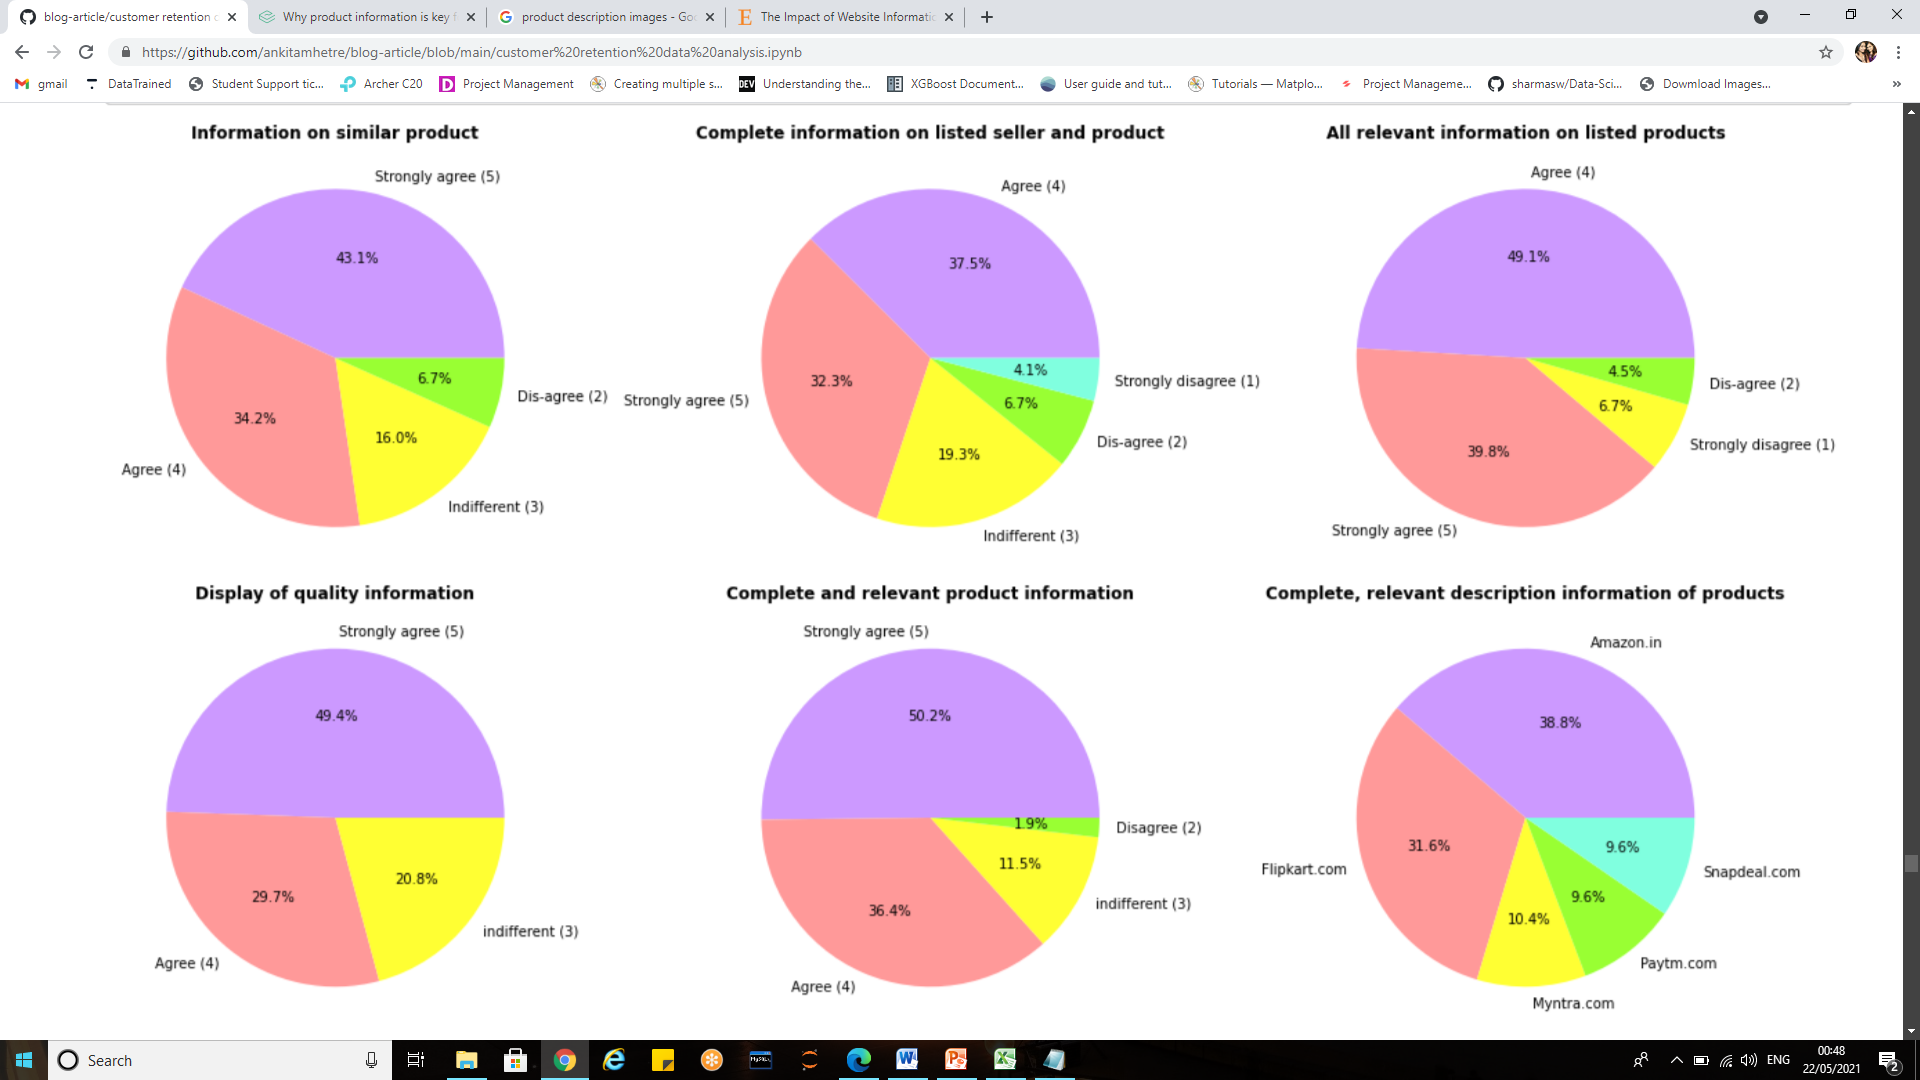 blog-article/customer retention
Why product information is key
product description images - Goo
The Impact of Website Informatio
https://github.com/ankitamhetre/blog-article/blob/main/customer%20retention%20data%20analysis.ipynb
gmail
DataTrained
Student Support tic...
Archer C20
Project Management
Creating multiple s...
DEV
Understanding the...
XGBoost Document...
User guide and tut...
Tutorials — Matplo...
Project Manageme...
sharmasw/Data-Sci...
Download Images...
Information on similar product
Strongly agree (5)
43.1%
6.7%
Dis-agree (2)
34.2%
16.0%
Agree (4)
Indifferent (3)
Complete information on listed seller and product
Agree (4)
37.5%
4.1%
Strongly disagree (1)
32.3%
Strongly agree (5)
6.7%
Dis-agree (2)
19.3%
Indifferent (3)
All relevant information on listed products
Agree (4)
49.1%
4.5%
Dis-agree (2)
6.7%
Strongly disagree (1)
39.8%
Strongly agree (5)
Display of quality information
Strongly agree (5)
49.4%
20.8%
29.7%
indifferent (3)
Agree (4)
Complete and relevant product information
Strongly agree (5)
50.2%
1.9%
Disagree (2)
11.5%
indifferent (3)
36.4%
Agree (4)
Complete, relevant description information of products
Amazon.in
38.8%
31.6%
Flipkart.com
9.6%
Snapdeal.com
9.6%
10.4%
Paytm.com
Myntra.com
Search
MySQL
ENG
00:48
22/05/2021
2